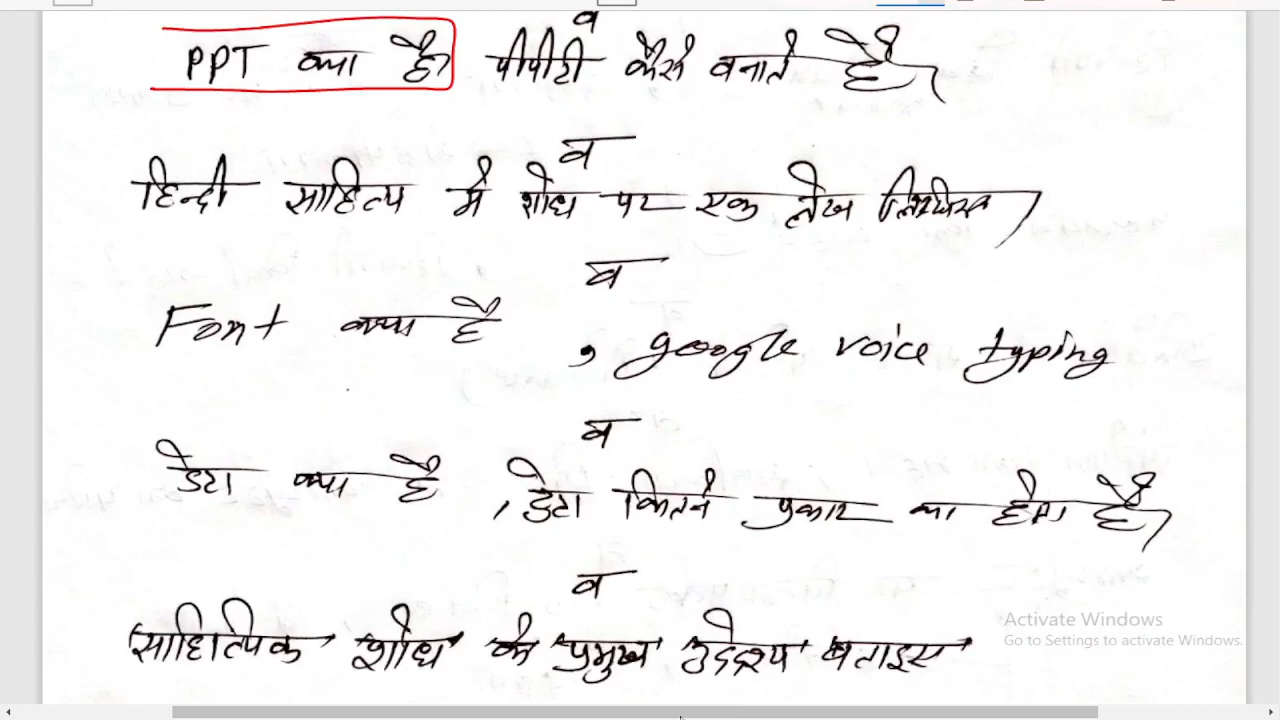 व
PPT क्या है। पीपीटी कैसे बनाते हैं।
व
हिन्दी साहित्य में शोध पर एक लेख लिखिए।
व
Font क्या है , google voice typing
व
डेटा क्या है , डेटा कितने प्रकार का होता है।
व
साहित्यिक शोध के प्रमुख उद्देश्य बताइए
Activate Windows
Go to Settings to activate Windows.